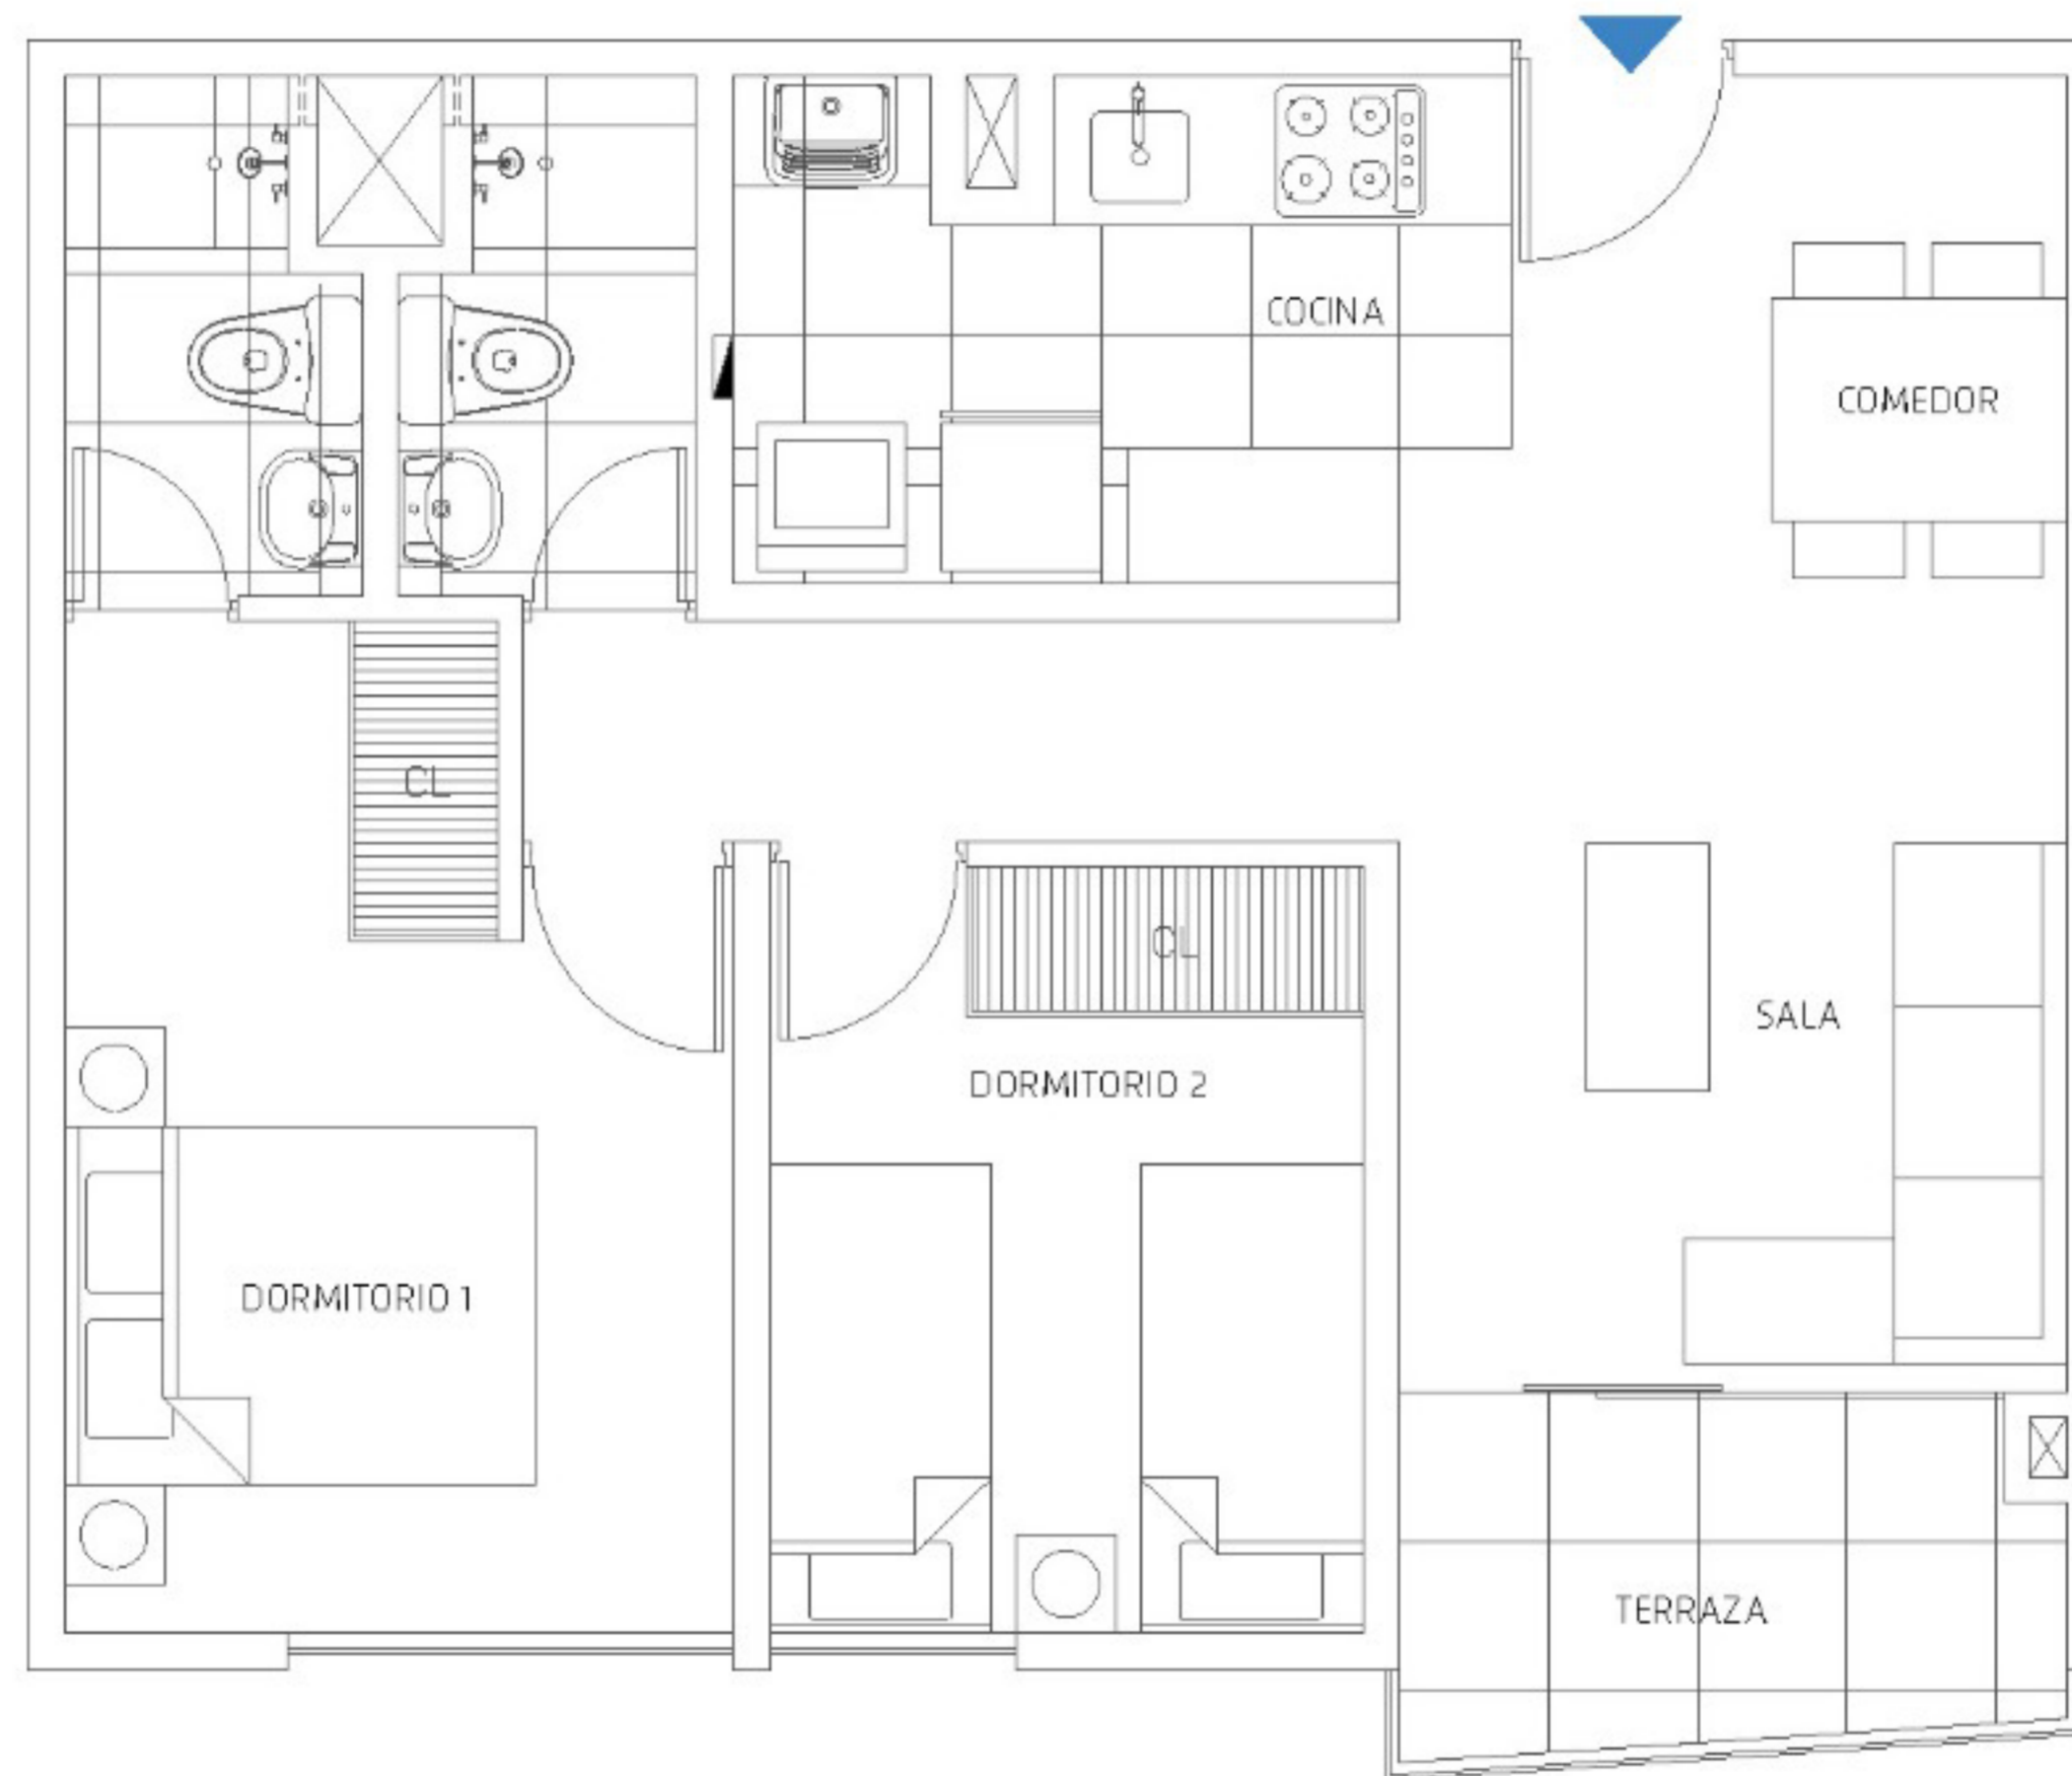 COCINA
COMEDOR
CL
CL
SALA
DORMITORIO 2
DORMITORIO 1
TERRAZA